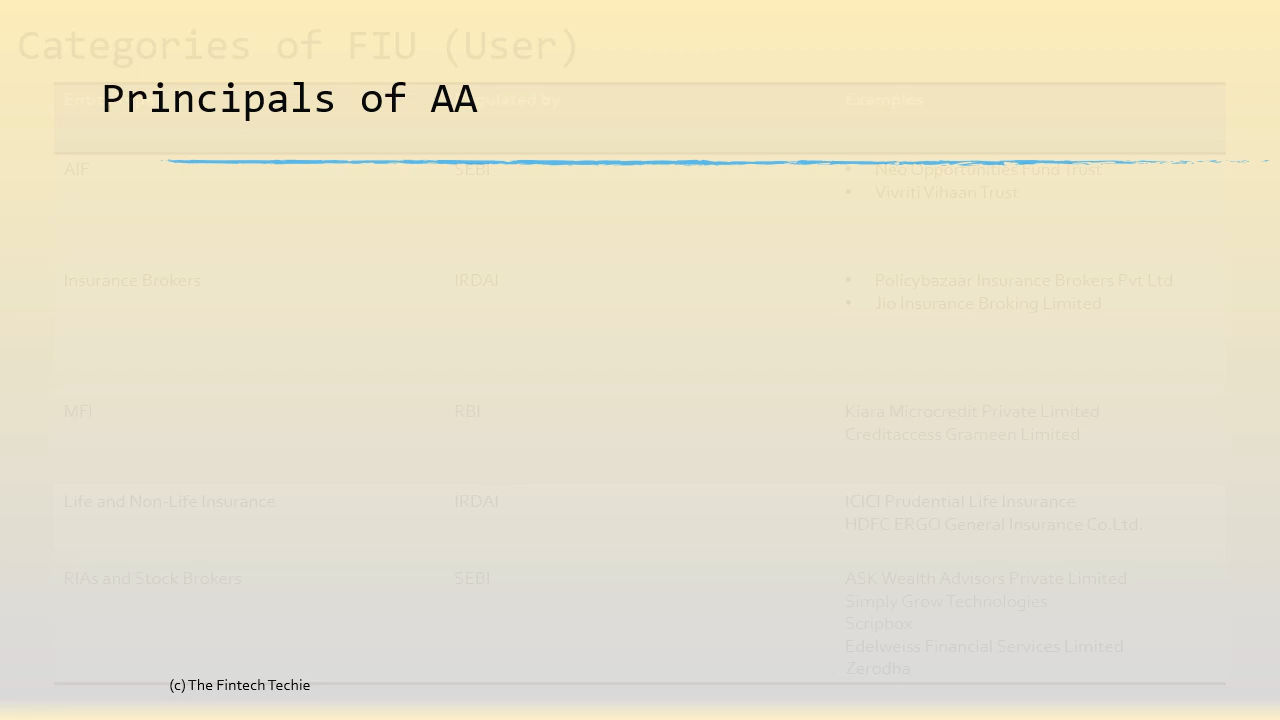 Categories of FIU (User)
Principals of AA
Examples
AIF SEBI • Neo Opportunities Fund Trust
• Vivriti Vihaan Trust
Insurance Brokers IRDAI • Policybazaar Insurance Brokers Pvt Ltd
• Jio Insurance Broking Limited
MFI RBI Kiara Microcredit Private Limited
Creditaccess Grameen Limited
Life and Non-Life Insurance IRDAI ICICI Prudential Life Insurance
HDFC ERGO General Insurance Co.Ltd.
RIAs and Stock Brokers SEBI ASK Wealth Advisors Private Limited
Simply Grow Technologies
Scripbox
Edelweiss Financial Services Limited
Zerodha
(c) The Fintech Techie